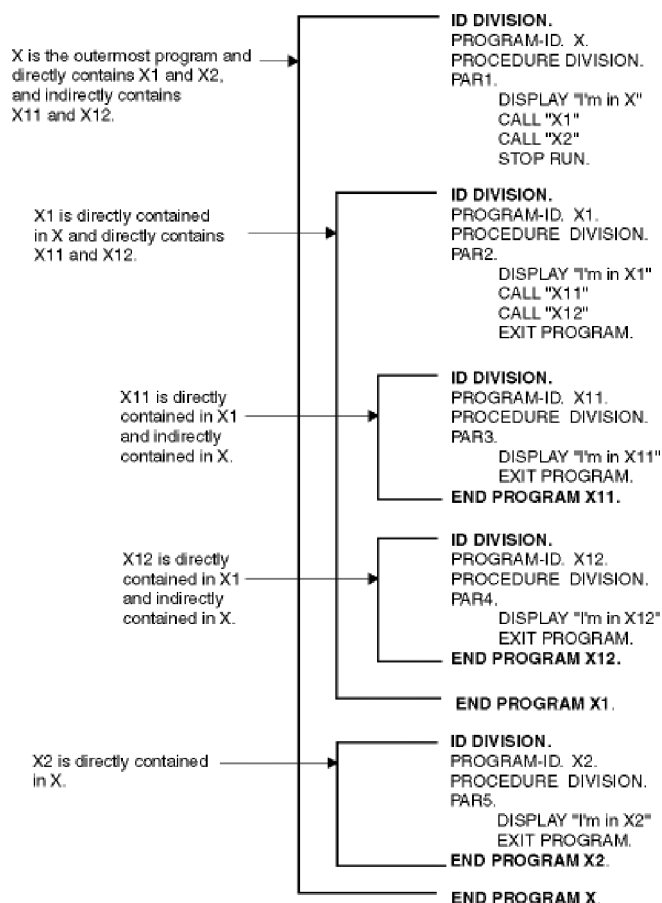 X is the outermost program and
directly contains X1 and X2,
and indirectly contains
X11 and X12.
ID DIVISION.
PROGRAM-ID. X.
PROCEDURE DIVISION.
PAR1.
DISPLAY "I'm in X"
CALL "X1"
CALL "X2"
STOP RUN.
X1 is directly contained
in X and directly contains
X11 and X12.
ID DIVISION.
PROGRAM-ID. X1.
PROCEDURE DIVISION.
PAR2.
DISPLAY "I'm in X1"
CALL "X11"
CALL "X12"
EXIT PROGRAM.
X11 is directly
contained in X1
and indirectly
contained in X.
ID DIVISION.
PROGRAM-ID. X11.
PROCEDURE DIVISION.
PAR3.
DISPLAY "I'm in X11"
EXIT PROGRAM.
END PROGRAM X11.
X12 is directly
contained in X1
and indirectly
contained in X.
ID DIVISION.
PROGRAM-ID. X12.
PROCEDURE DIVISION.
PAR4.
DISPLAY "I'm in X12"
EXIT PROGRAM.
END PROGRAM X12.
END PROGRAM X1.
X2 is directly contained
in X.
ID DIVISION.
PROGRAM-ID. X2.
PROCEDURE DIVISION.
PAR5.
DISPLAY "I'm in X2"
EXIT PROGRAM.
END PROGRAM X2.
END PROGRAM X.